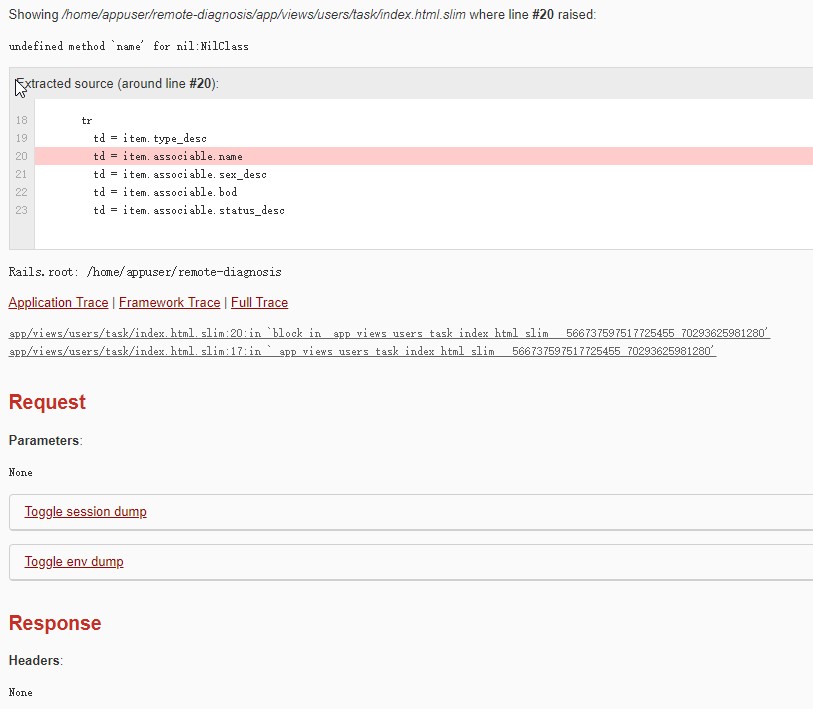 Showing /home/appuser/remote-diagnosis/app/views/users/task/index.html.slim where line #20 raised:
undefined method `name' for nil:NilClass
Extracted source (around line #20):
18 tr
19 td = item.type_desc
20 td = item.associable.name
21 td = item.associable.sex_desc
22 td = item.associable.bod
23 td = item.associable.status_desc
Rails.root: /home/appuser/remote-diagnosis
Application Trace | Framework Trace | Full Trace
app/views/users/task/index.html.slim:20:in `block in _app_views_users_task_index_html_slim___566737597517725455_70293625981280'
app/views/users/task/index.html.slim:17:in `_app_views_users_task_index_html_slim___566737597517725455_70293625981280'
Request
Parameters:
None
Toggle session dump
Toggle env dump
Response
Headers:
None